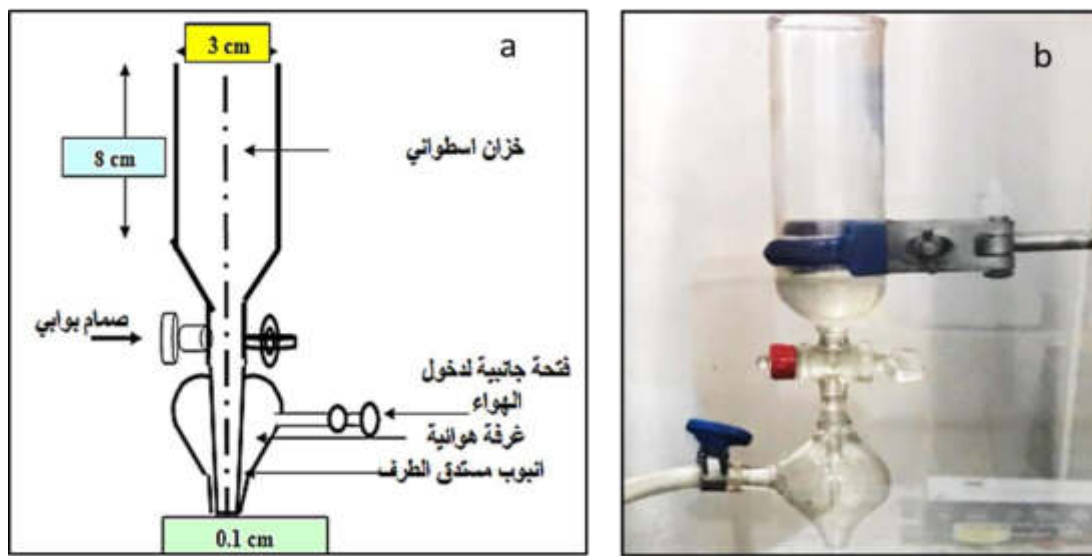 3 cm
a
8 cm
خزان اسطواني
صمام بوابي
فتحة جانبية لدخول
الهواء
غرفة هوائية
انبوب مستدق الطرف
0.1 cm
b